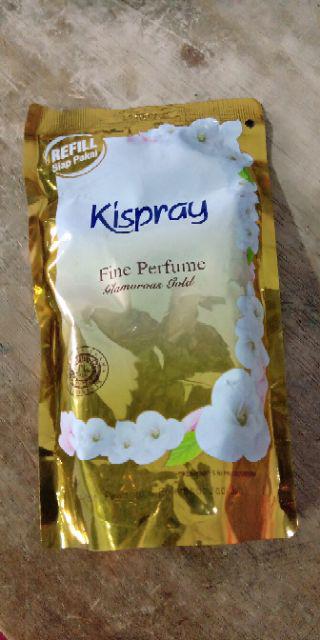 REFILL
Siap Pakai
Kispray
Fine Perfume
Glamorous Gold